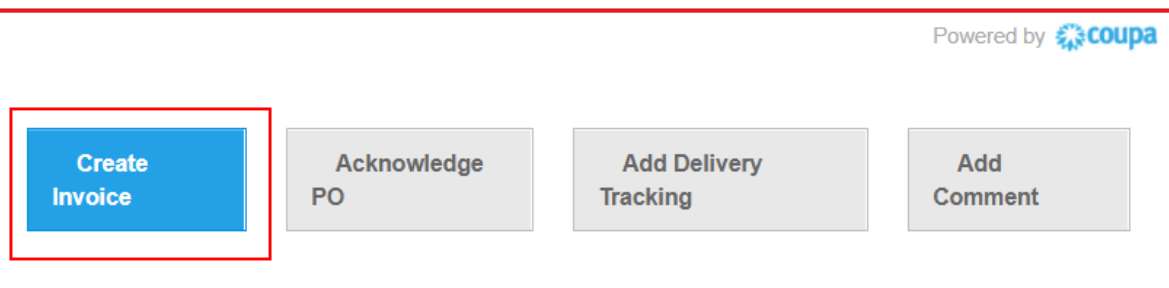 Powered by coupa
Create
Invoice
Acknowledge
PO
Add Delivery
Tracking
Add
Comment